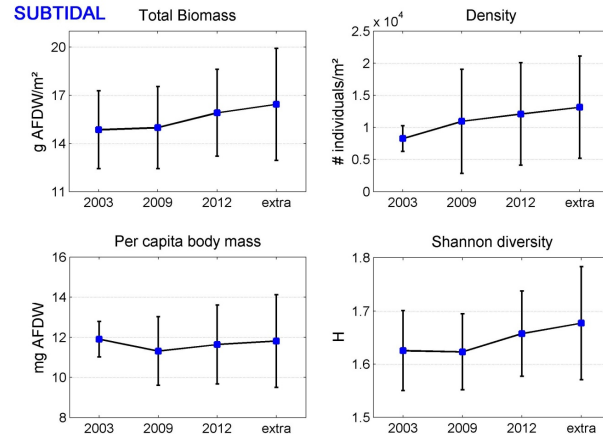 SUBTIDAL
Total Biomass
g AFDW/m²
20
17
14
11
2003 2009 2012 extra
Density
2.5 x 10⁴
# individuals/m²
2
1.5
1
0.5
0
2003 2009 2012 extra
Per capita body mass
mg AFDW
16
14
12
10
8
2003 2009 2012 extra
Shannon diversity
H
1.8
1.7
1.6
1.5
2003 2009 2012 extra